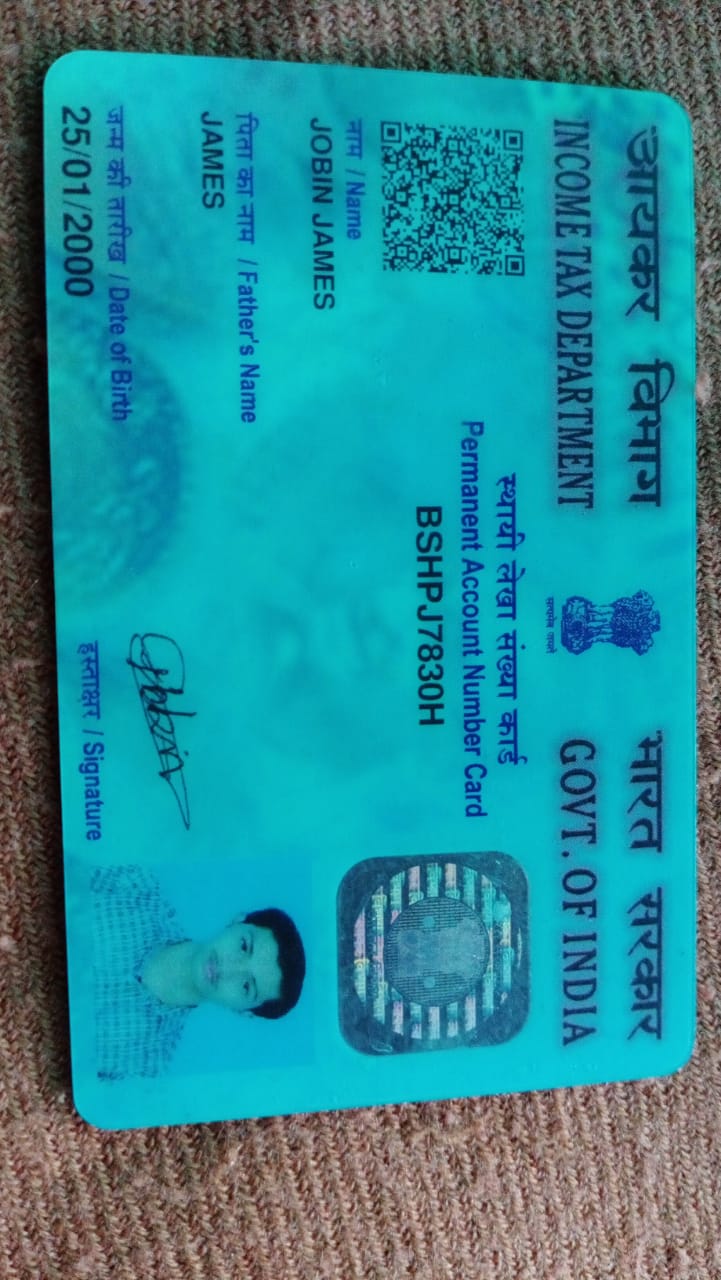 आयकर विभाग
INCOME TAX DEPARTMENT
सत्यमेव जयते
भारत सरकार
GOVT. OF INDIA
स्थायी लेखा संख्या कार्ड
Permanent Account Number Card
BSHPJ7830H
नाम / Name
JOBIN JAMES
पिता का नाम / Father's Name
JAMES
जन्म की तारीख / Date of Birth
25/01/2000
Jobbin
हस्ताक्षर / Signature